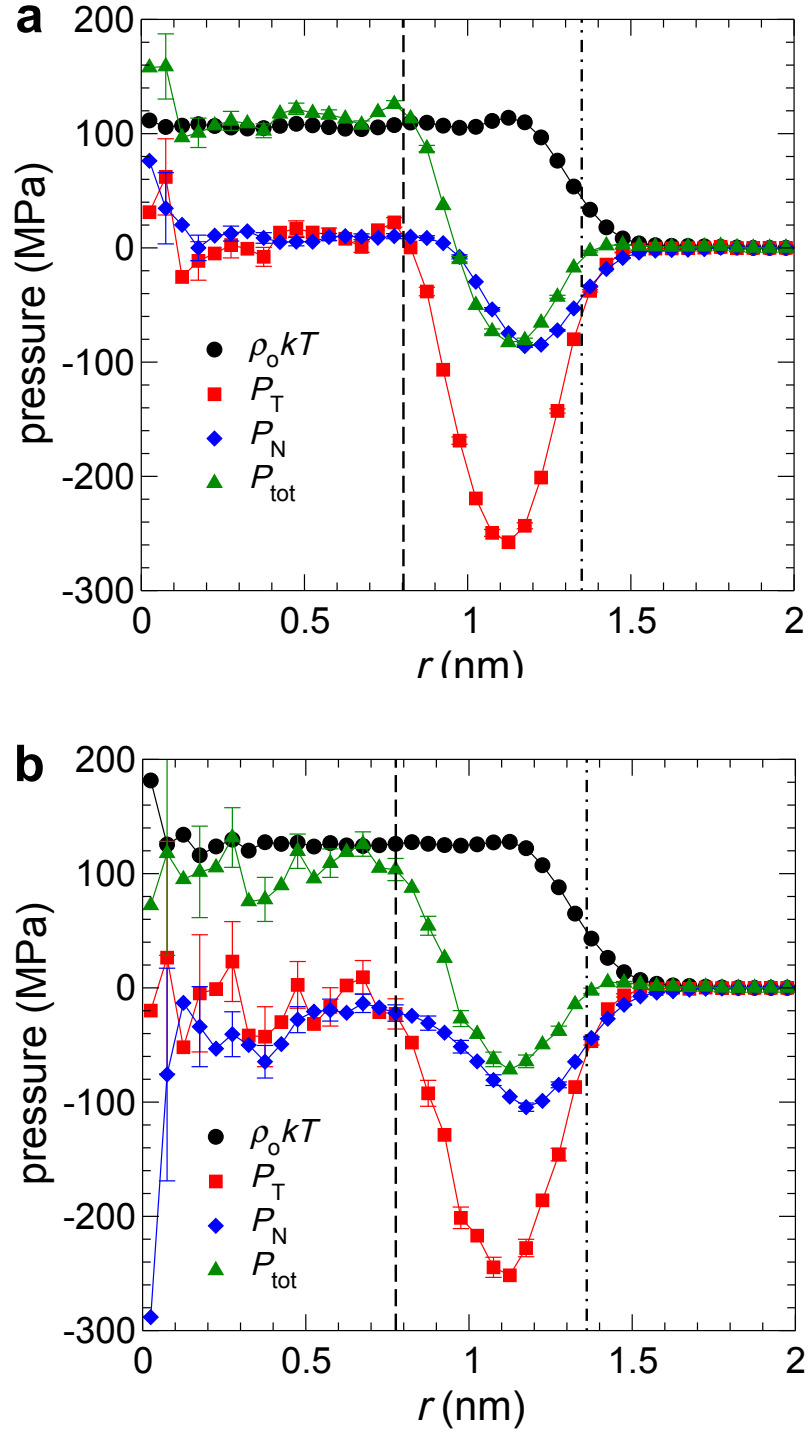 a
200
100
0
-100
-200
-300
pressure (MPa)
ρokT
PT
PN
Ptot
0 0.5 1 1.5 2
r (nm)
b
200
100
0
-100
-200
-300
pressure (MPa)
ρokT
PT
PN
Ptot
0 0.5 1 1.5 2
r (nm)